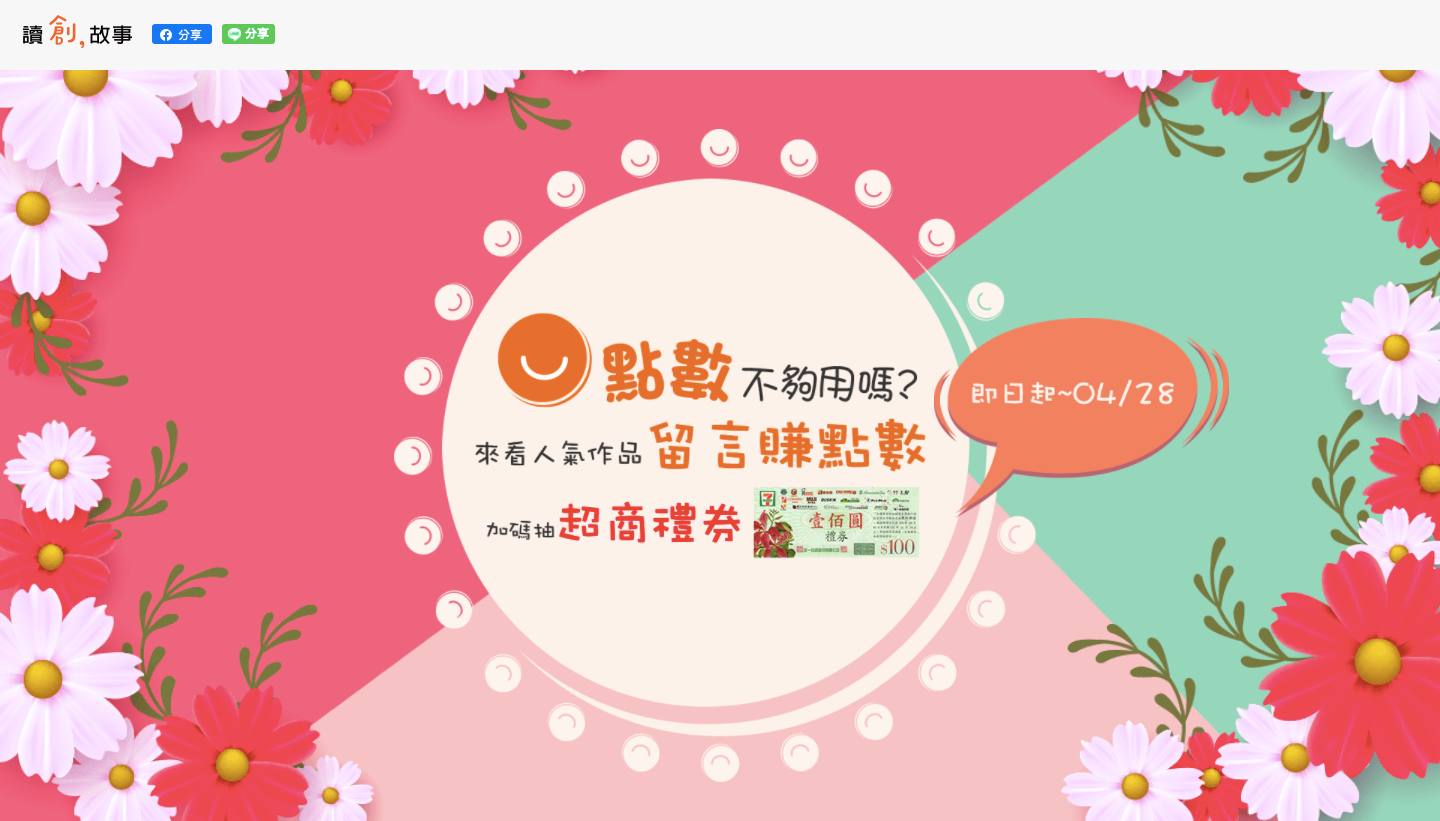 讀創,故事
分享
分享
點數不夠用嗎?
來看人氣作品留言賺點數
加碼抽超商禮券
壹佰圓
禮券
$100
即日起~04/28